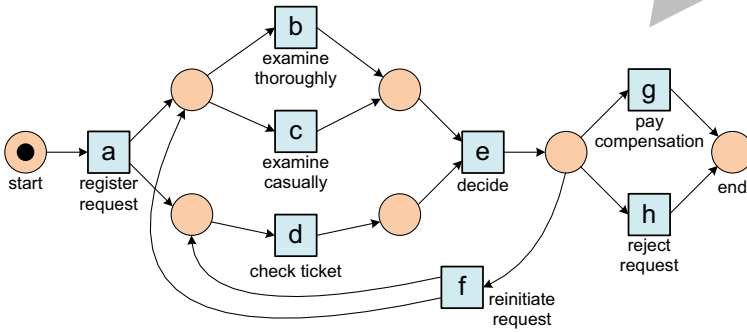 b
examine
thoroughly
g
pay
compensation
a
register
request
start
c
examine
casually
e
decide
end
d
check ticket
h
reject
request
f
reinitiate
request